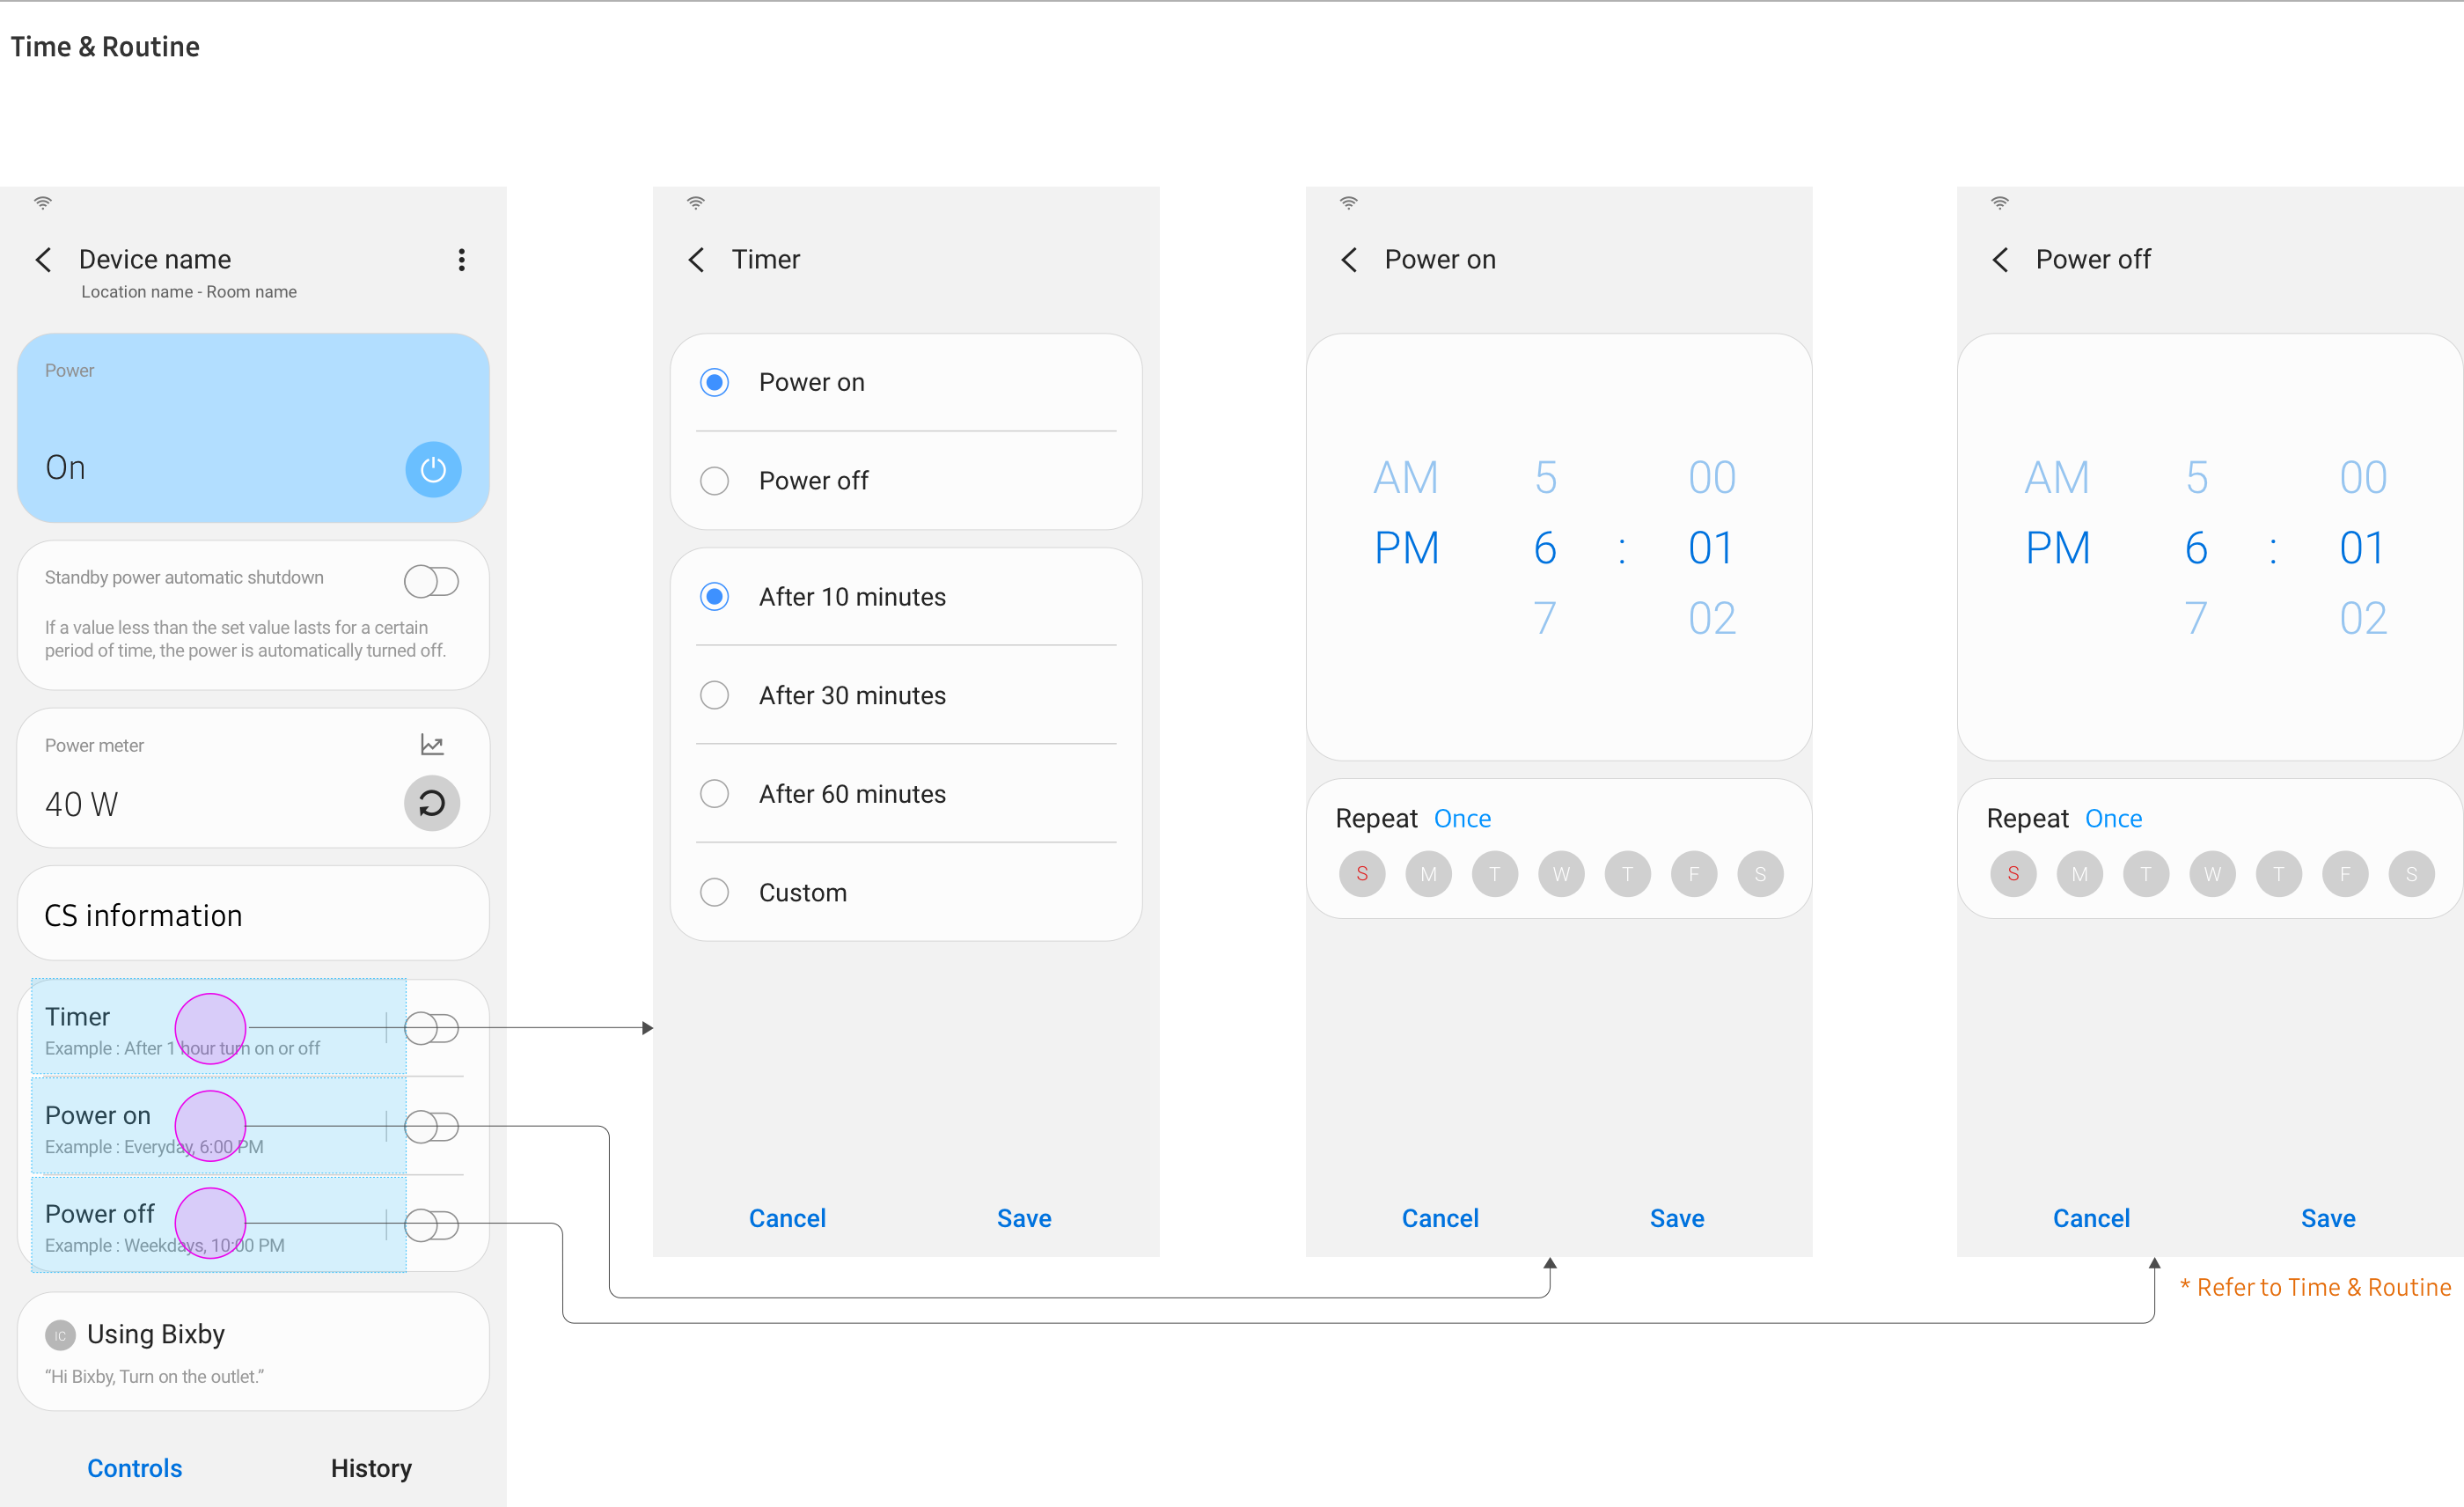 Time & Routine
Device name
Location name - Room name
Power
On
Standby power automatic shutdown
If a value less than the set value lasts for a certain
period of time, the power is automatically turned off.
Power meter
40 W
CS information
Timer
Example : After 1 hour turn on or off
Power on
Example : Everyday, 6:00 PM
Power off
Example : Weekdays, 10:00 PM
IC Using Bixby
“Hi Bixby, Turn on the outlet.”
Controls History
Timer
Power on
Power off
After 10 minutes
After 30 minutes
After 60 minutes
Custom
Cancel Save
Power on
AM 5 00
PM 6 : 01
7 02
Repeat Once
S M T W T F S
Cancel Save
Power off
AM 5 00
PM 6 : 01
7 02
Repeat Once
S M T W T F S
Cancel Save
* Refer to Time & Routine